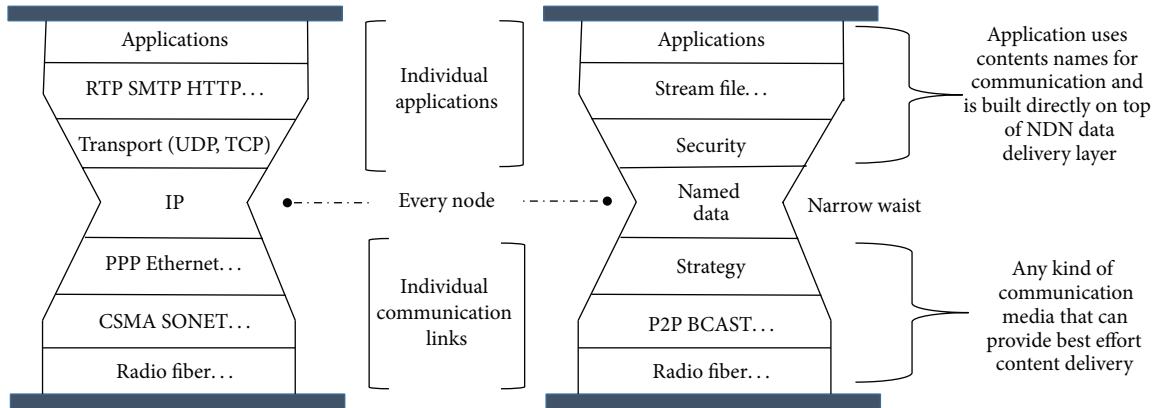 Applications
RTP SMTP HTTP...
Transport (UDP, TCP)
IP
PPP Ethernet...
CSMA SONET...
Radio fiber...
Individual
applications
Every node
Individual
communication
links
Applications
Stream file...
Security
Named
data
Strategy
P2P BCAST...
Radio fiber...
Application uses
contents names for
communication and
is built directly on top
of NDN data
delivery layer
Narrow waist
Any kind of
communication
media that can
provide best effort
content delivery